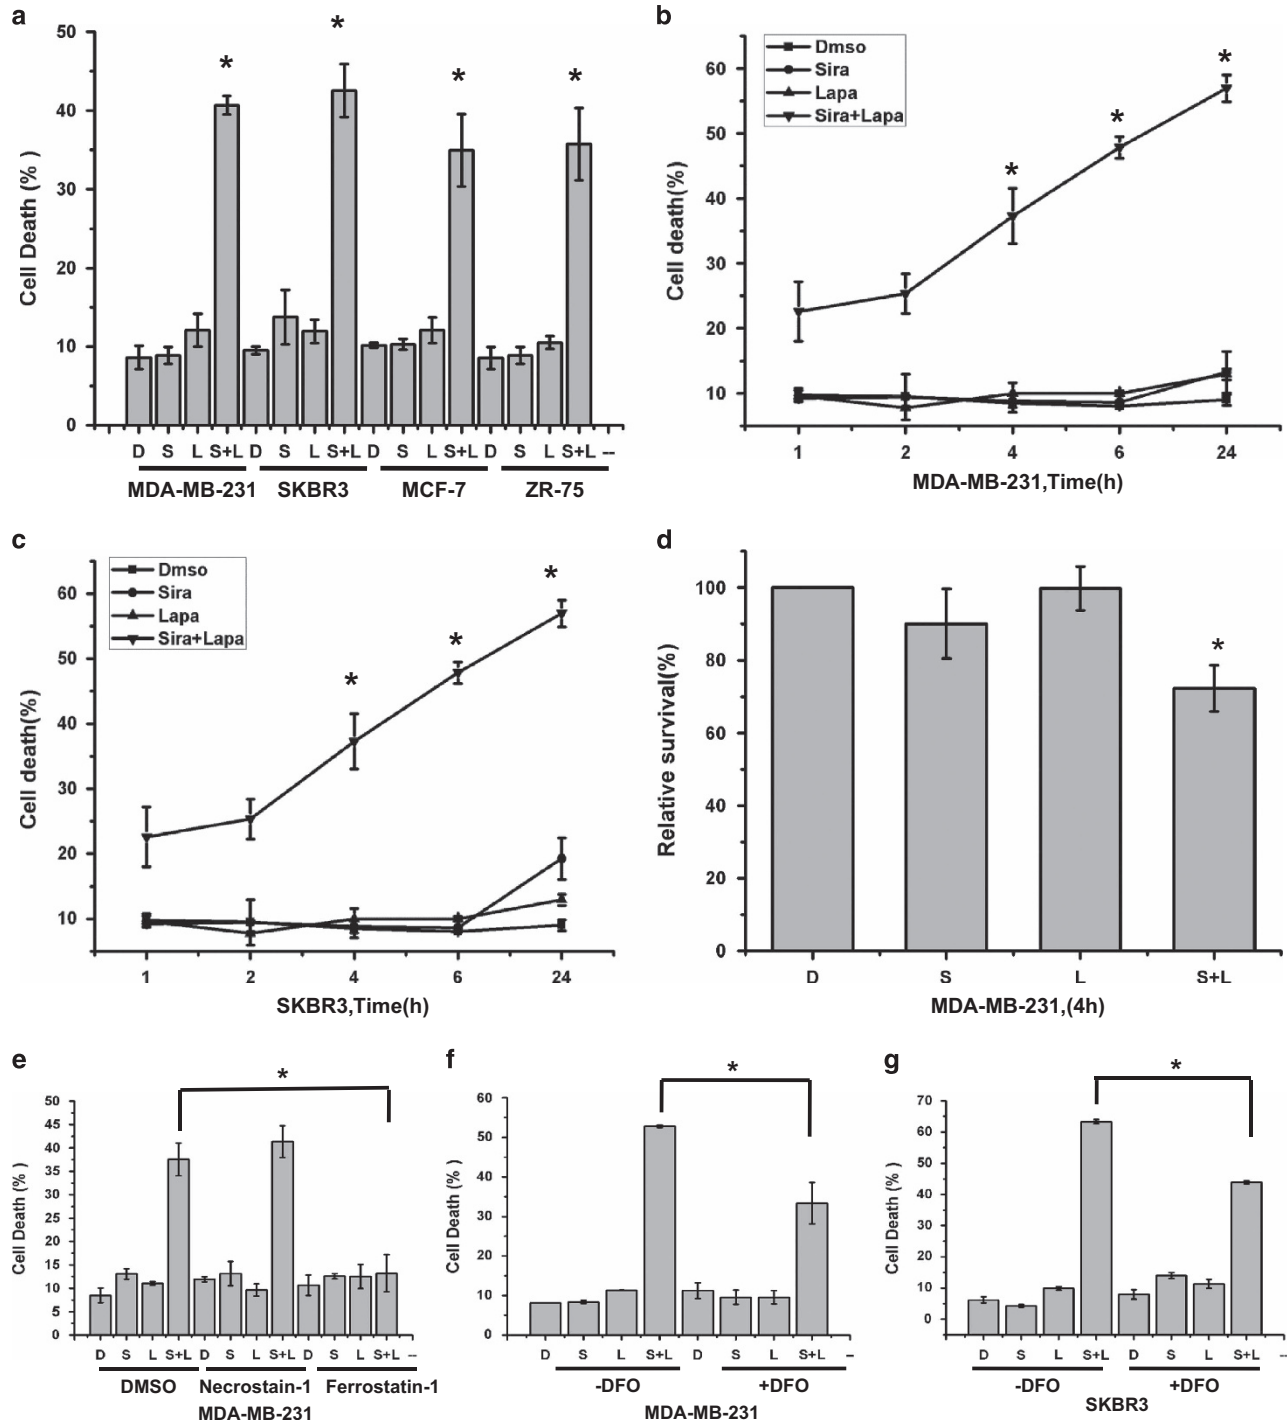 a
50
40
30
20
10
0
Cell Death (% )
*
*
*
*
D S L S+L D S L S+L D S L S+L D S L S+L --
MDA-MB-231 SKBR3 MCF-7 ZR-75
b
Dmso
Sira
Lapa
Sira+Lapa
60
50
40
30
20
10
Cell death(%)
*
*
*
1 2 4 6 24
MDA-MB-231,Time(h)
c
Dmso
Sira
Lapa
Sira+Lapa
60
50
40
30
20
10
Cell death(%)
*
*
*
1 2 4 6 24
SKBR3,Time(h)
d
100
80
60
40
20
0
Relative survival(%)
*
D S L S+L
MDA-MB-231,(4h)
e
*
50
45
40
35
30
25
20
15
10
5
0
Cell Death (% )
D S L S+L D S L S+L D S L S+L --
DMSO Necrostain-1 Ferrostatin-1
MDA-MB-231
f
*
60
50
40
30
20
10
0
Cell Death (% )
D S L S+L D S L S+L --
-DFO +DFO
MDA-MB-231
g
*
70
60
50
40
30
20
10
0
Cell Death (% )
D S L S+L D S L S+L --
-DFO +DFO
SKBR3